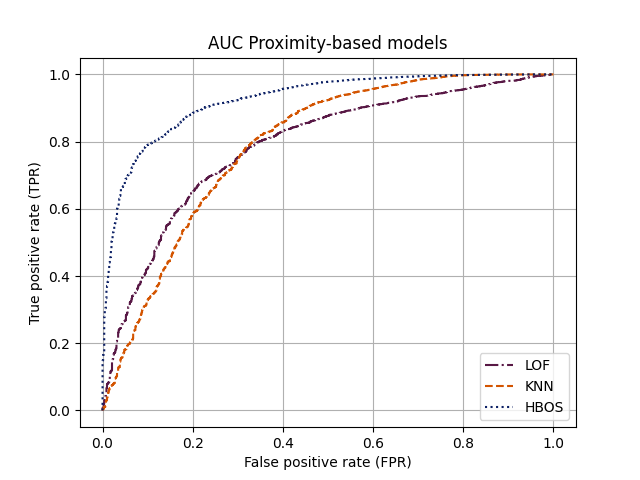 AUC Proximity-based models
True positive rate (TPR)
1.0
0.8
0.6
0.4
0.2
0.0
LOF
KNN
HBOS
0.0 0.2 0.4 0.6 0.8 1.0
False positive rate (FPR)